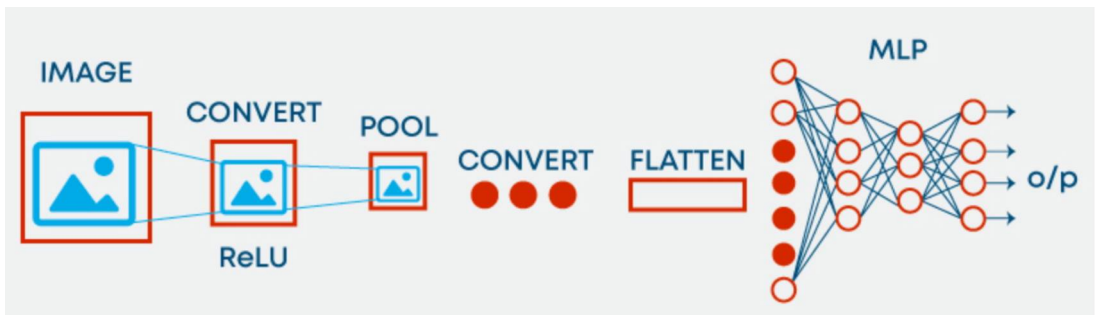 IMAGE
CONVERT
ReLU
POOL
CONVERT
FLATTEN
MLP
o/p